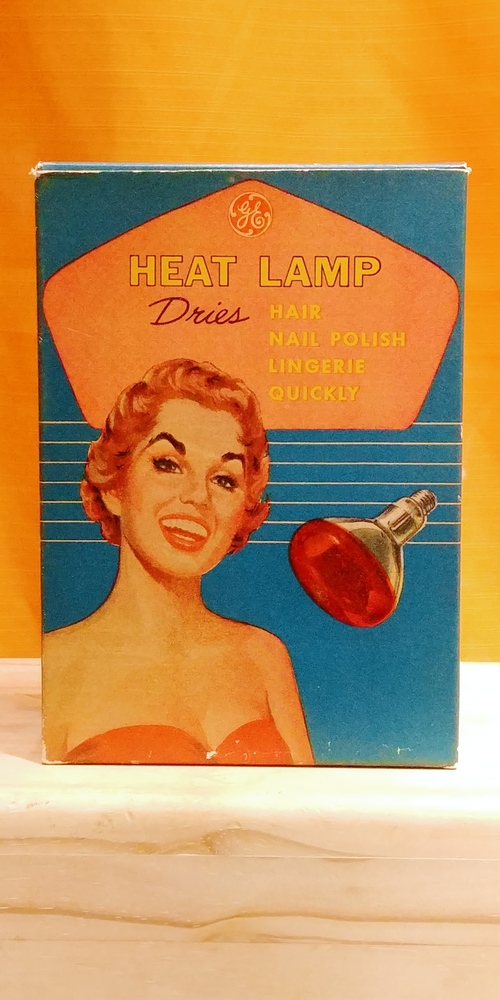 GE
HEAT LAMP
Dries HAIR
NAIL POLISH
LINGERIE
QUICKLY